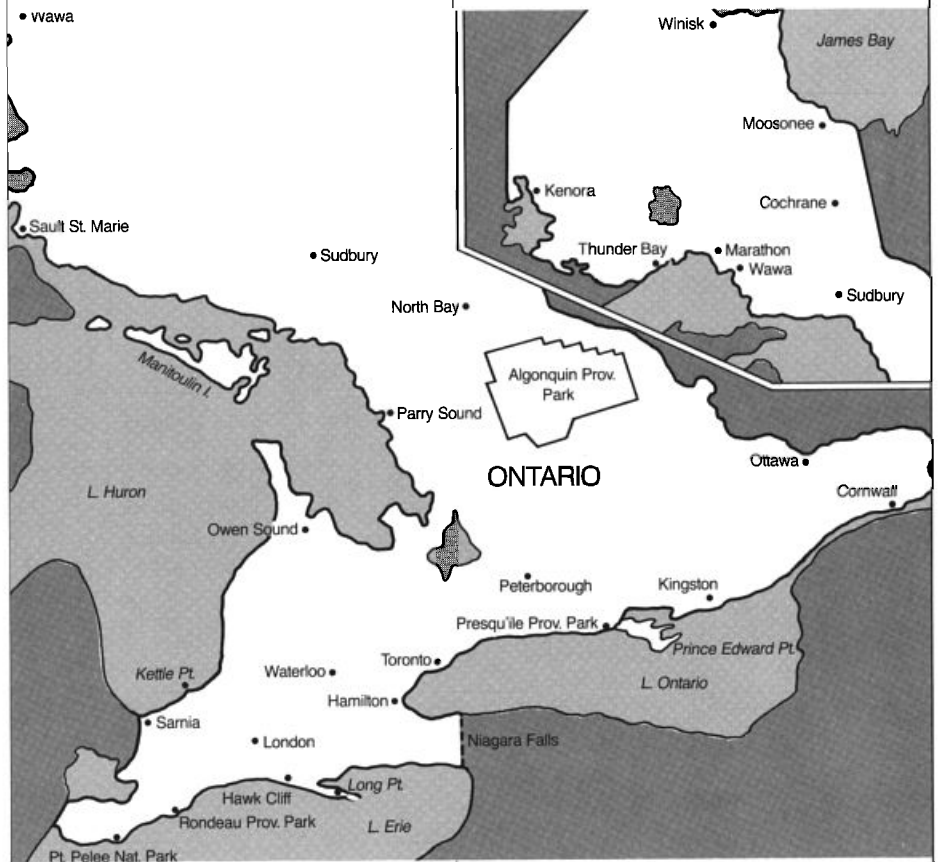 Wawa
Winisk
James Bay
Moosonee
Kenora
Cochrane
Sault St. Marie
Thunder Bay
Marathon
Wawa
Sudbury
Sudbury
North Bay
Manitoulin I.
Algonquin Prov.
Park
Parry Sound
ONTARIO
Ottawa
L. Huron
Cornwall
Owen Sound
Peterborough
Kingston
Presqu'ile Prov. Park
Prince Edward Pt.
Toronto
Waterloo
Kettle Pt.
L. Ontario
Hamilton
Sarnia
London
Niagara Falls
Long Pt.
Hawk Cliff
Rondeau Prov. Park
L. Erie
Pt. Pelee Nat. Park